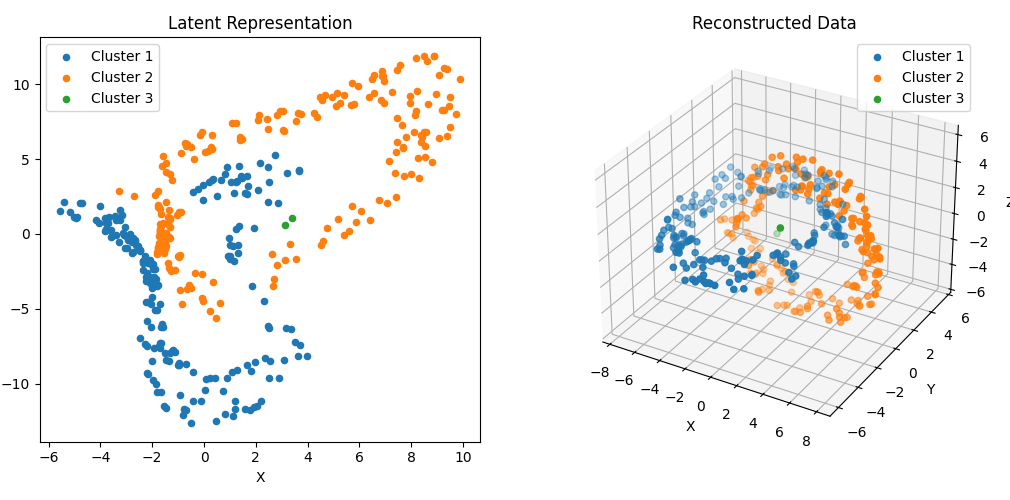 Latent Representation
Cluster 1
Cluster 2
Cluster 3
10
5
0
−5
−10
−6 −4 −2 0 2 4 6 8 10
X
Reconstructed Data
Cluster 1
Cluster 2
Cluster 3
6
4
2
0
−2
−4
−6
6
4
2
0
−2
−4
−6
Y
−8 −6 −4 −2 0 2 4 6 8
X